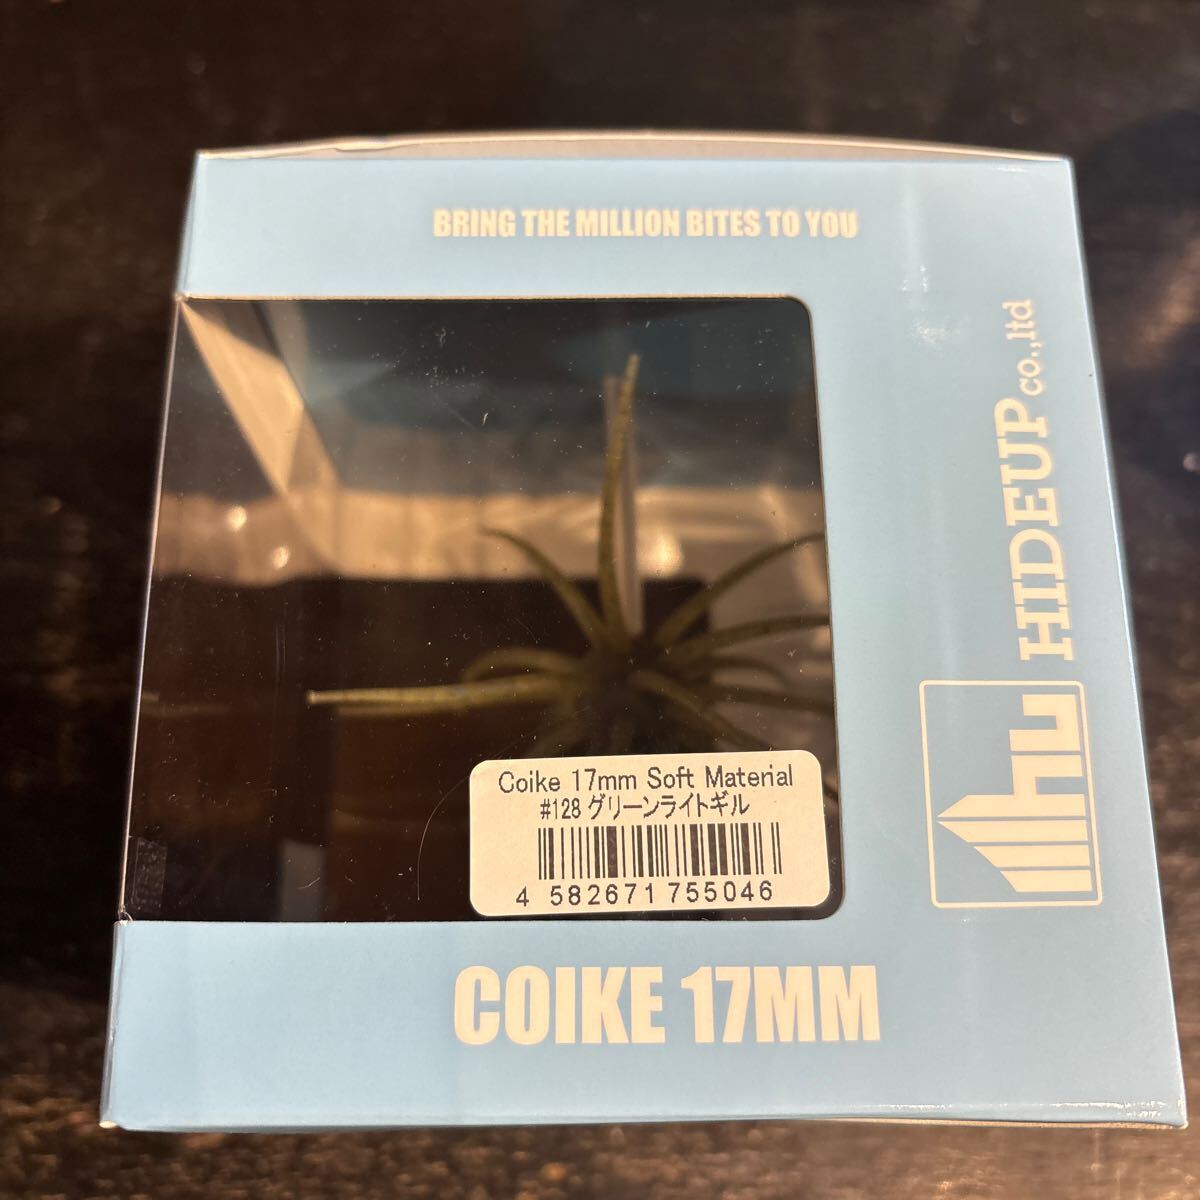 BRING THE MILLION BITES TO YOU
HIDEUP co.,ltd
HU
Coike 17mm Soft Material
#128 グリーンライトギル
4 582671 755046
COIKE 17MM